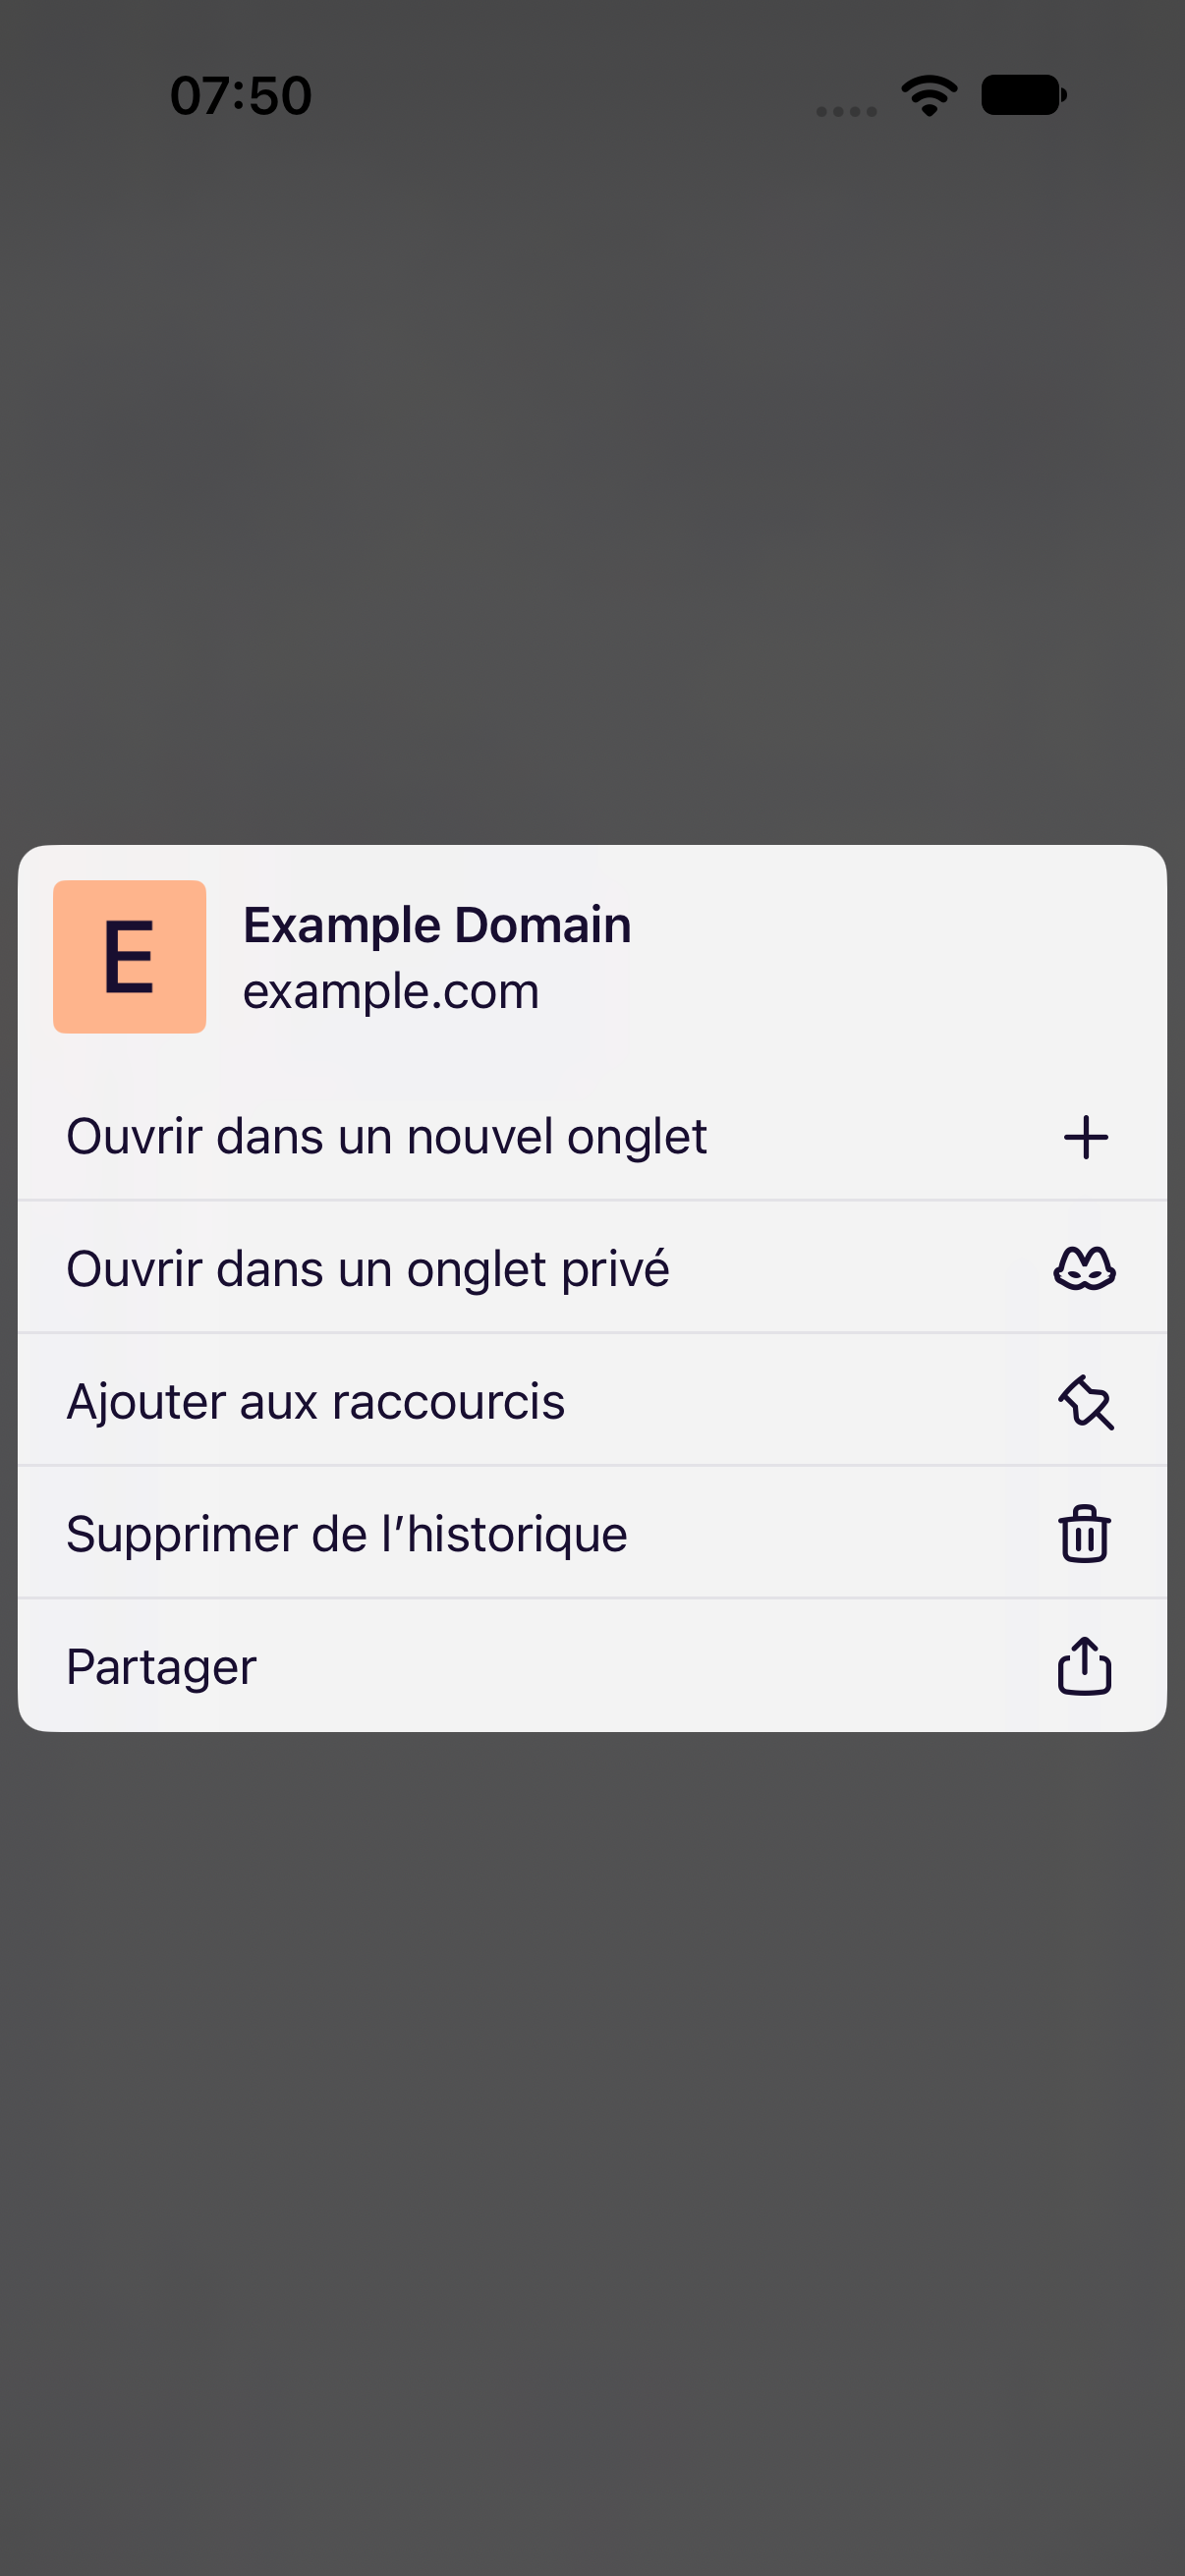 07:50
E
Example Domain
example.com
Ouvrir dans un nouvel onglet
Ouvrir dans un onglet privé
Ajouter aux raccourcis
Supprimer de l’historique
Partager